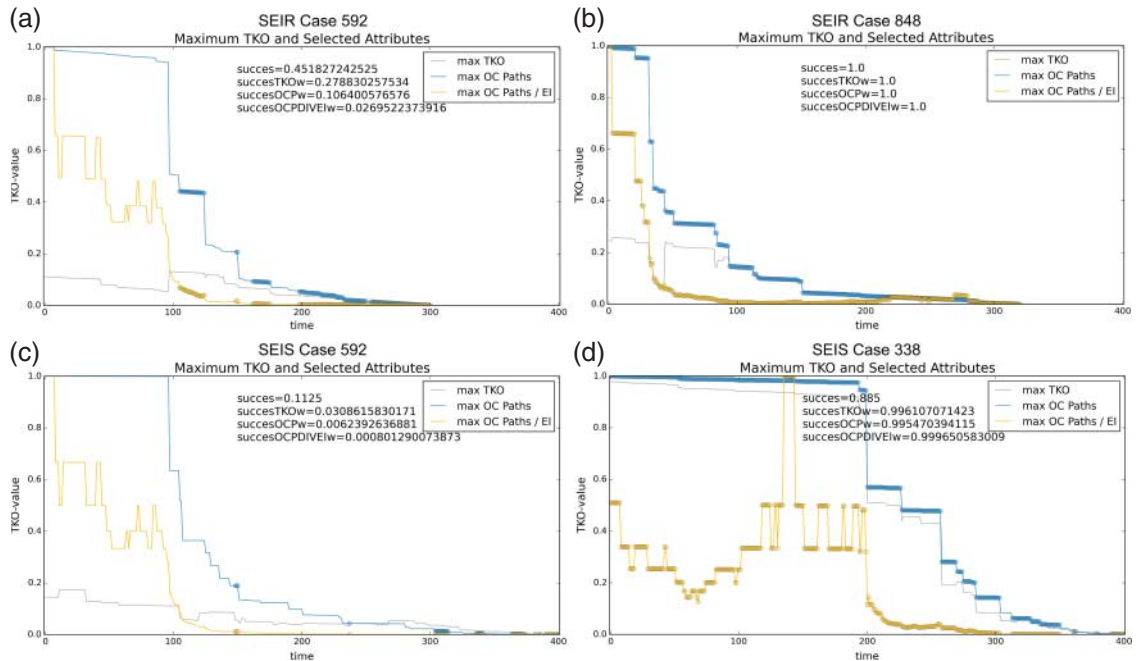 (a)
SEIR Case 592
Maximum TKO and Selected Attributes
succes=0.451827242525
succesTKOw=0.278830257534
succesOCPw=0.106400576576
succesOCPDIVEIw=0.0269522373916
max TKO
max OC Paths
max OC Paths / EI
TKO-value
1.0
0.8
0.6
0.4
0.2
0.0
0
100
200
300
400
time
(b)
SEIR Case 848
Maximum TKO and Selected Attributes
succes=1.0
succesTKOw=1.0
succesOCPw=1.0
succesOCPDIVEIw=1.0
max TKO
max OC Paths
max OC Paths / EI
TKO-value
1.0
0.8
0.6
0.4
0.2
0.0
0
100
200
300
400
time
(c)
SEIS Case 592
Maximum TKO and Selected Attributes
succes=0.1125
succesTKOw=0.0308615830171
succesOCPw=0.0062392636881
succesOCPDIVEIw=0.000801290073873
max TKO
max OC Paths
max OC Paths / EI
TKO-value
1.0
0.8
0.6
0.4
0.2
0.0
0
100
200
300
400
time
(d)
SEIS Case 338
Maximum TKO and Selected Attributes
succes=0.885
succesTKOw=0.996107071423
succesOCPw=0.995470394115
succesOCPDIVEIw=0.999650583009
max TKO
max OC Paths
max OC Paths / EI
TKO-value
1.0
0.8
0.6
0.4
0.2
0.0
0
100
200
300
400
time